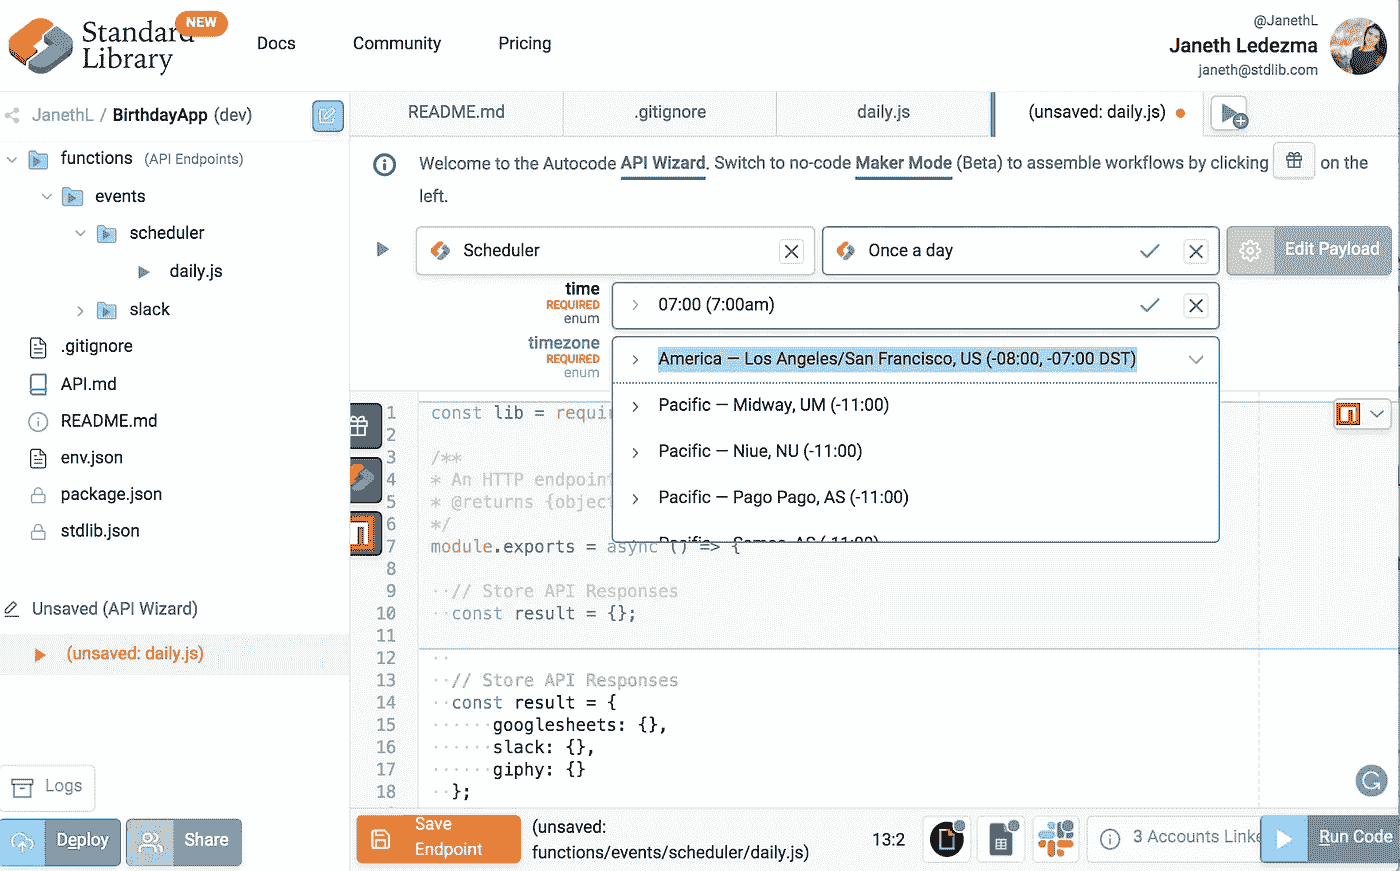 Standard
Library
NEW
Docs
Community
Pricing
@JanethL
Janeth Ledezma
janeth@stdlib.com
JanethL / BirthdayApp (dev)
functions (API Endpoints)
events
scheduler
daily.js
slack
.gitignore
API.md
README.md
env.json
package.json
stdlib.json
Unsaved (API Wizard)
(unsaved: daily.js)
Logs
Deploy
Share
README.md
.gitignore
daily.js
(unsaved: daily.js)
Welcome to the Autocode API Wizard. Switch to no-code Maker Mode (Beta) to assemble workflows by clicking on the
left.
Scheduler
Once a day
Edit Payload
time
REQUIRED
enum
07:00 (7:00am)
timezone
REQUIRED
enum
America — Los Angeles/San Francisco, US (-08:00, -07:00 DST)
Pacific — Midway, UM (-11:00)
Pacific — Niue, NU (-11:00)
Pacific — Pago Pago, AS (-11:00)
Pacific — Samoa, AS (-11:00)
1 const lib = requi
2
3 /**
4 * An HTTP endpoint
5 * @returns {object
6 */
7 module.exports = async () => {
8
9 // Store API Responses
10 const result = {};
11
12
13 // Store API Responses
14 const result = {
15 googlesheets: {},
16 slack: {},
17 giphy: {}
18 };
Save
Endpoint
(unsaved:
functions/events/scheduler/daily.js)
13:2
3 Accounts Linke
Run Code